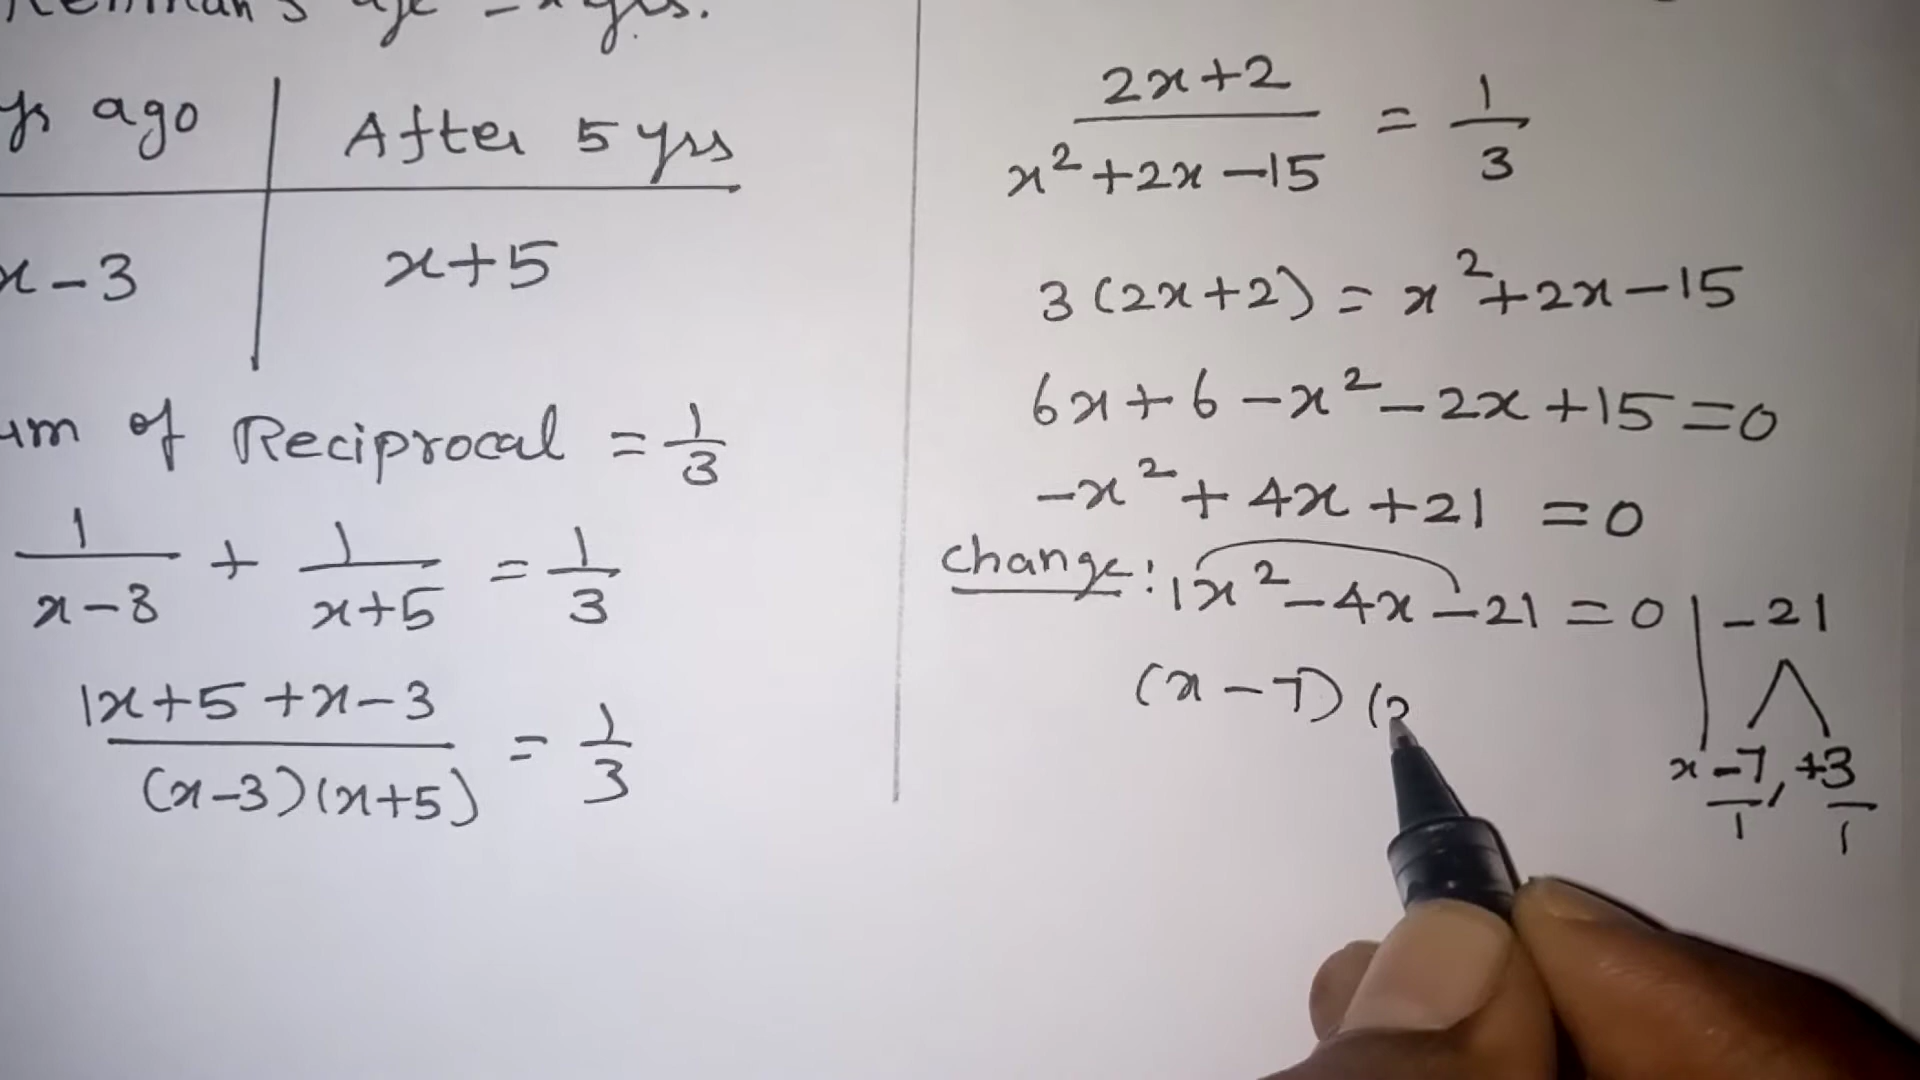 age = x yrs.
ago | After 5 yrs
x-3 | x+5
of Reciprocal = 1/3
1/(x-3) + 1/(x+5) = 1/3
(1x+5+x-3)/((x-3)(x+5)) = 1/3
(2x+2)/(x²+2x-15) = 1/3
3(2x+2) = x²+2x-15
6x+6-x²-2x+15=0
-x²+4x+21 = 0
change: 1x²-4x-21 = 0 | -21
(x-7)(
x -7/1, +3/1